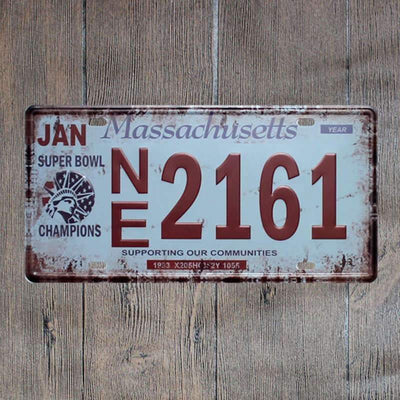 JAN Massachusetts YEAR
SUPER BOWL
CHAMPIONS
NE 2161
SUPPORTING OUR COMMUNITIES